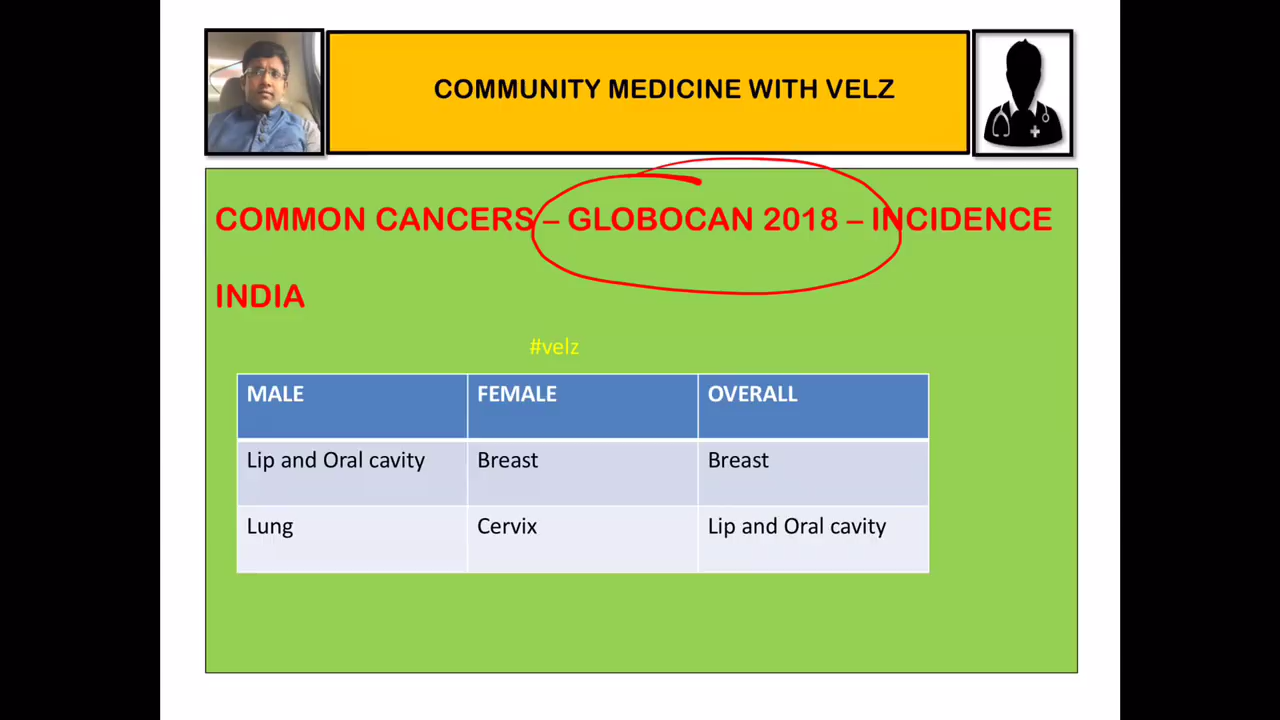 COMMUNITY MEDICINE WITH VELZ
COMMON CANCERS – GLOBOCAN 2018 – INCIDENCE
INDIA
#velz
MALE FEMALE OVERALL
Lip and Oral cavity Breast Breast
Lung Cervix Lip and Oral cavity